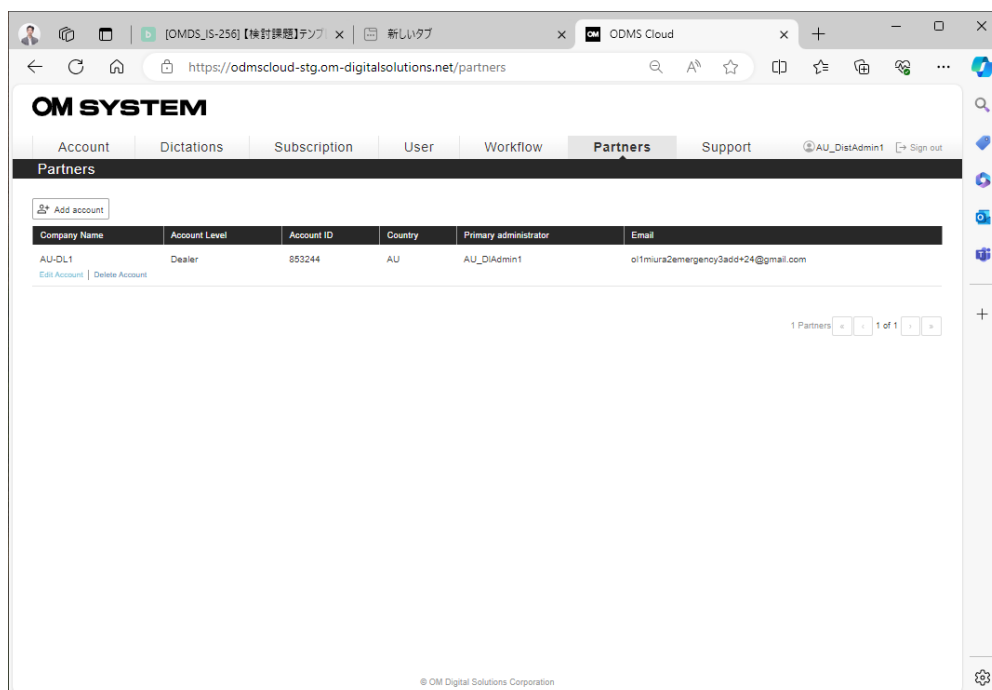 [OMDS_IS-256]【検討課題】テンプ
新しいタブ
OM
ODMS Cloud
https://odmscloud-stg.om-digitalsolutions.net/partners
OM SYSTEM
Account Dictations Subscription User Workflow Partners Support AU_DistAdmin1 Sign out
Partners
Add account
Company Name Account Level Account ID Country Primary administrator Email
AU-DL1 Dealer 853244 AU AU_DlAdmin1 ol1miura2emergency3add+24@gmail.com
Edit Account Delete Account
1 Partners « ‹ 1 of 1 › »
© OM Digital Solutions Corporation